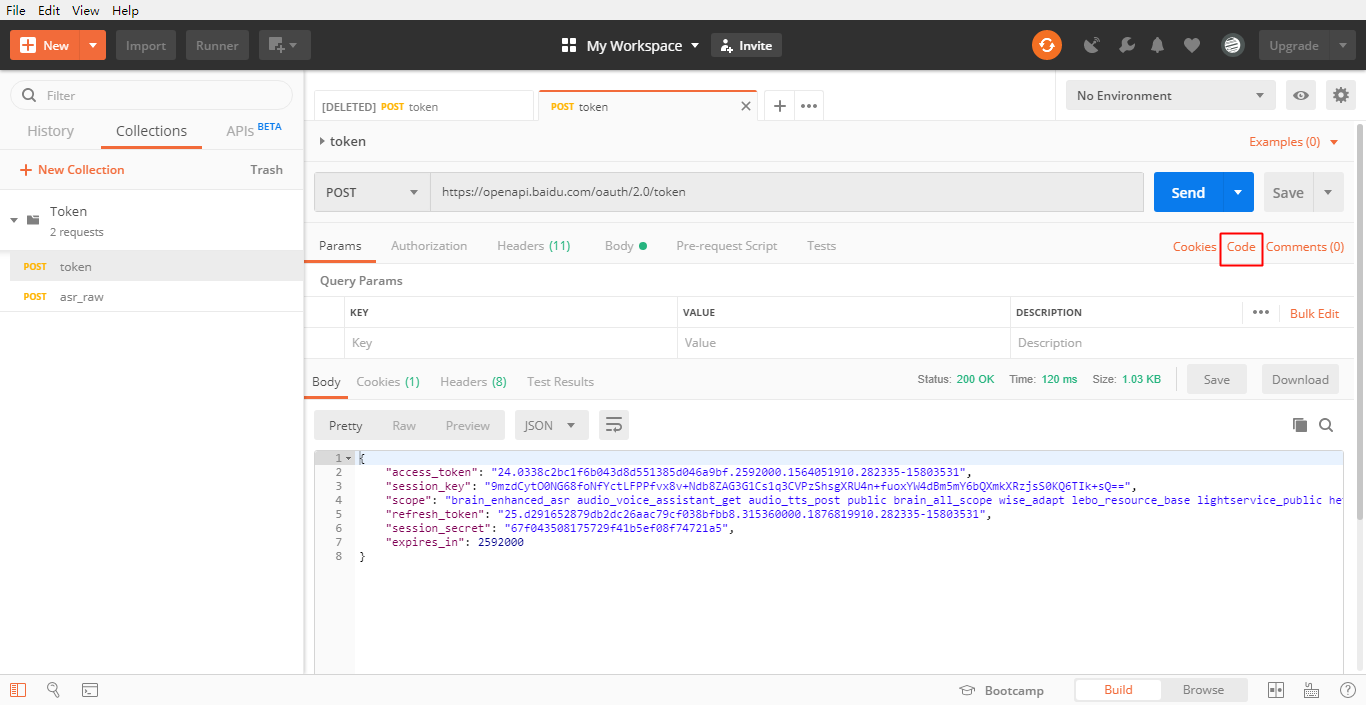 File Edit View Help
New Import Runner My Workspace Invite Upgrade
Filter
History Collections APIs BETA
New Collection Trash
Token
2 requests
POST token
POST asr_raw
[DELETED] POST token POST token
No Environment
token Examples (0)
POST https://openapi.baidu.com/oauth/2.0/token Send Save
Params Authorization Headers (11) Body Pre-request Script Tests Cookies Code Comments (0)
Query Params
KEY VALUE DESCRIPTION Bulk Edit
Key Value Description
Body Cookies (1) Headers (8) Test Results Status: 200 OK Time: 120 ms Size: 1.03 KB Save Download
Pretty Raw Preview JSON
1 {
2 "access_token": "24.0338c2bc1f6b043d8d551385d046a9bf.2592000.1564051910.282335-15803531",
3 "session_key": "9mzdCytO0NG68foNfYctLFPPfvx8v+Ndb8ZAG3G1Cs1q3CVPzShsgXRU4n+fuoxYW4dBm5mY6bQXmkXRzjsS0KQ6TIk+sQ==",
4 "scope": "brain_enhanced_asr audio_voice_assistant_get audio_tts_post public brain_all_scope wise_adapt lebo_resource_base lightservice_public he
5 "refresh_token": "25.d291652879db2dc26aac79cf038bfbb8.315360000.1876819910.282335-15803531",
6 "session_secret": "67f043508175729f41b5ef08f74721a5",
7 "expires_in": 2592000
8 }
Bootcamp Build Browse